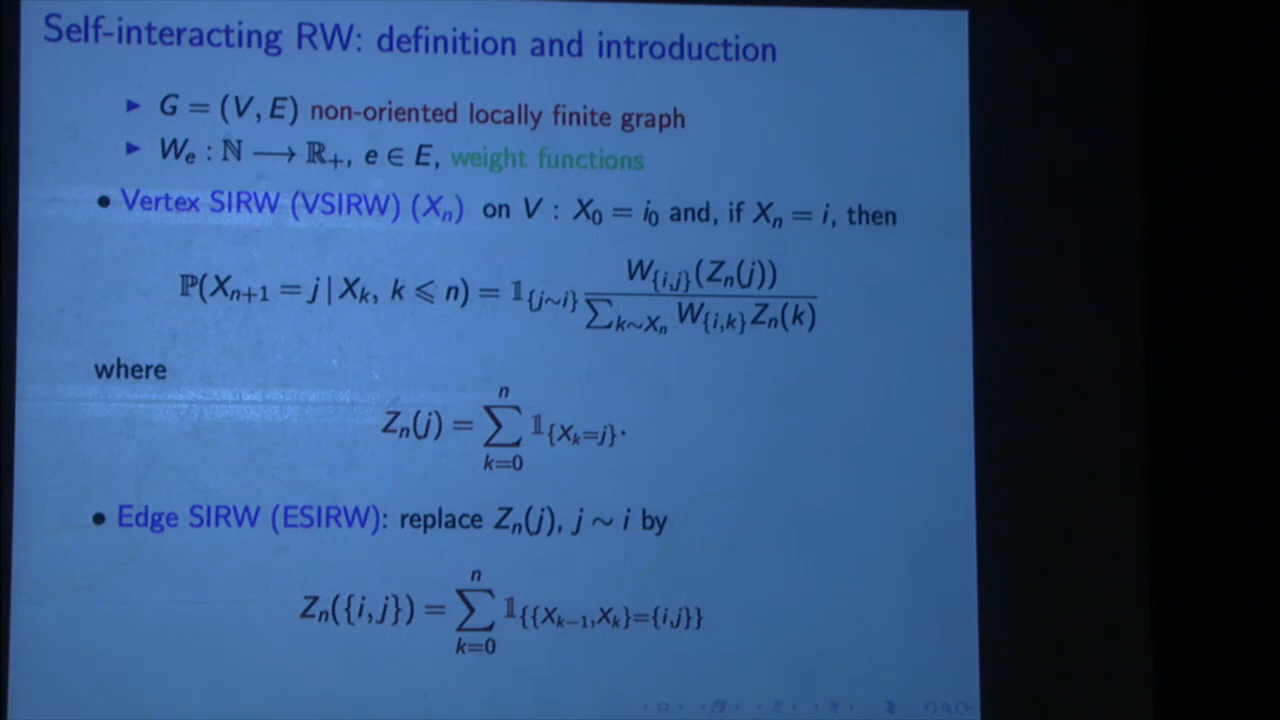 Self-interacting RW: definition and introduction
▶ G = (V, E) non-oriented locally finite graph
▶ W_e : ℕ ⟶ ℝ₊, e ∈ E, weight functions
• Vertex SIRW (VSIRW) (X_n) on V : X_0 = i_0 and, if X_n = i, then
ℙ(X_{n+1} = j | X_k, k ⩽ n) = 𝟙_{{j∼i}} W_{{i,j}}(Z_n(j)) / ∑_{k∼X_n} W_{{i,k}} Z_n(k)
where
Z_n(j) = ∑_{k=0}^{n} 𝟙_{{X_k=j}}.
• Edge SIRW (ESIRW): replace Z_n(j), j ∼ i by
Z_n({i,j}) = ∑_{k=0}^{n} 𝟙_{{{X_{k−1},X_k}={i,j}}}